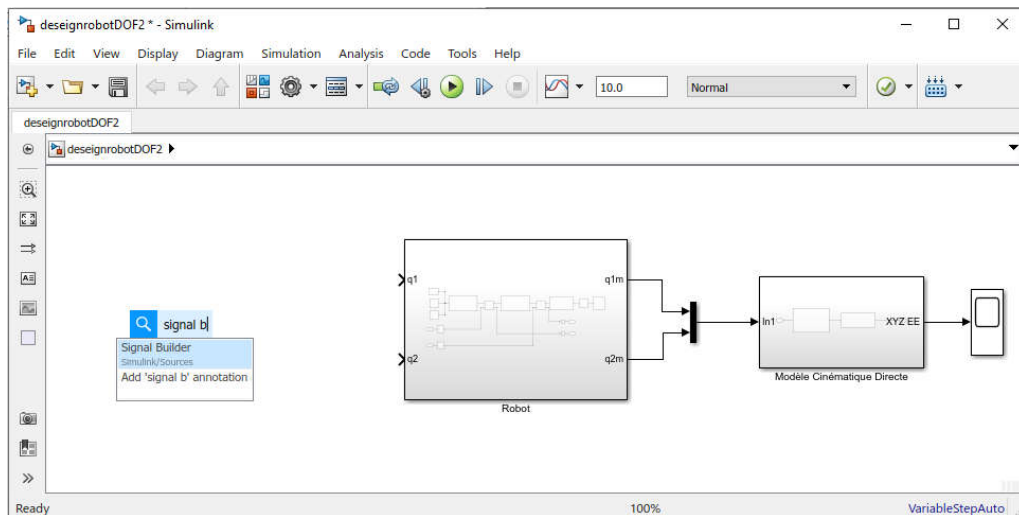 deseignrobotDOF2 * - Simulink
File Edit View Display Diagram Simulation Analysis Code Tools Help
10.0 Normal
deseignrobotDOF2
deseignrobotDOF2
q1 q1m
q2 q2m
Robot
In1 XYZ EE
Modèle Cinématique Directe
signal b
Signal Builder
Simulink/Sources
Add 'signal b' annotation
Ready 100% VariableStepAuto